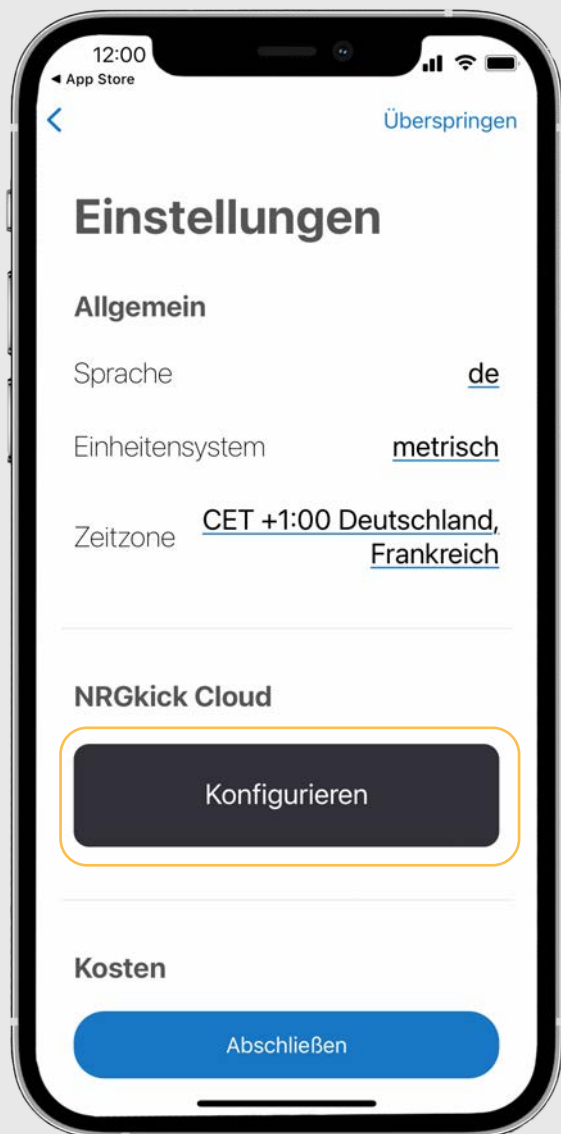 12:00
◀ App Store
Überspringen
Einstellungen
Allgemein
Sprache de
Einheitensystem metrisch
Zeitzone CET +1:00 Deutschland,
Frankreich
NRGkick Cloud
Konfigurieren
Kosten
Abschließen